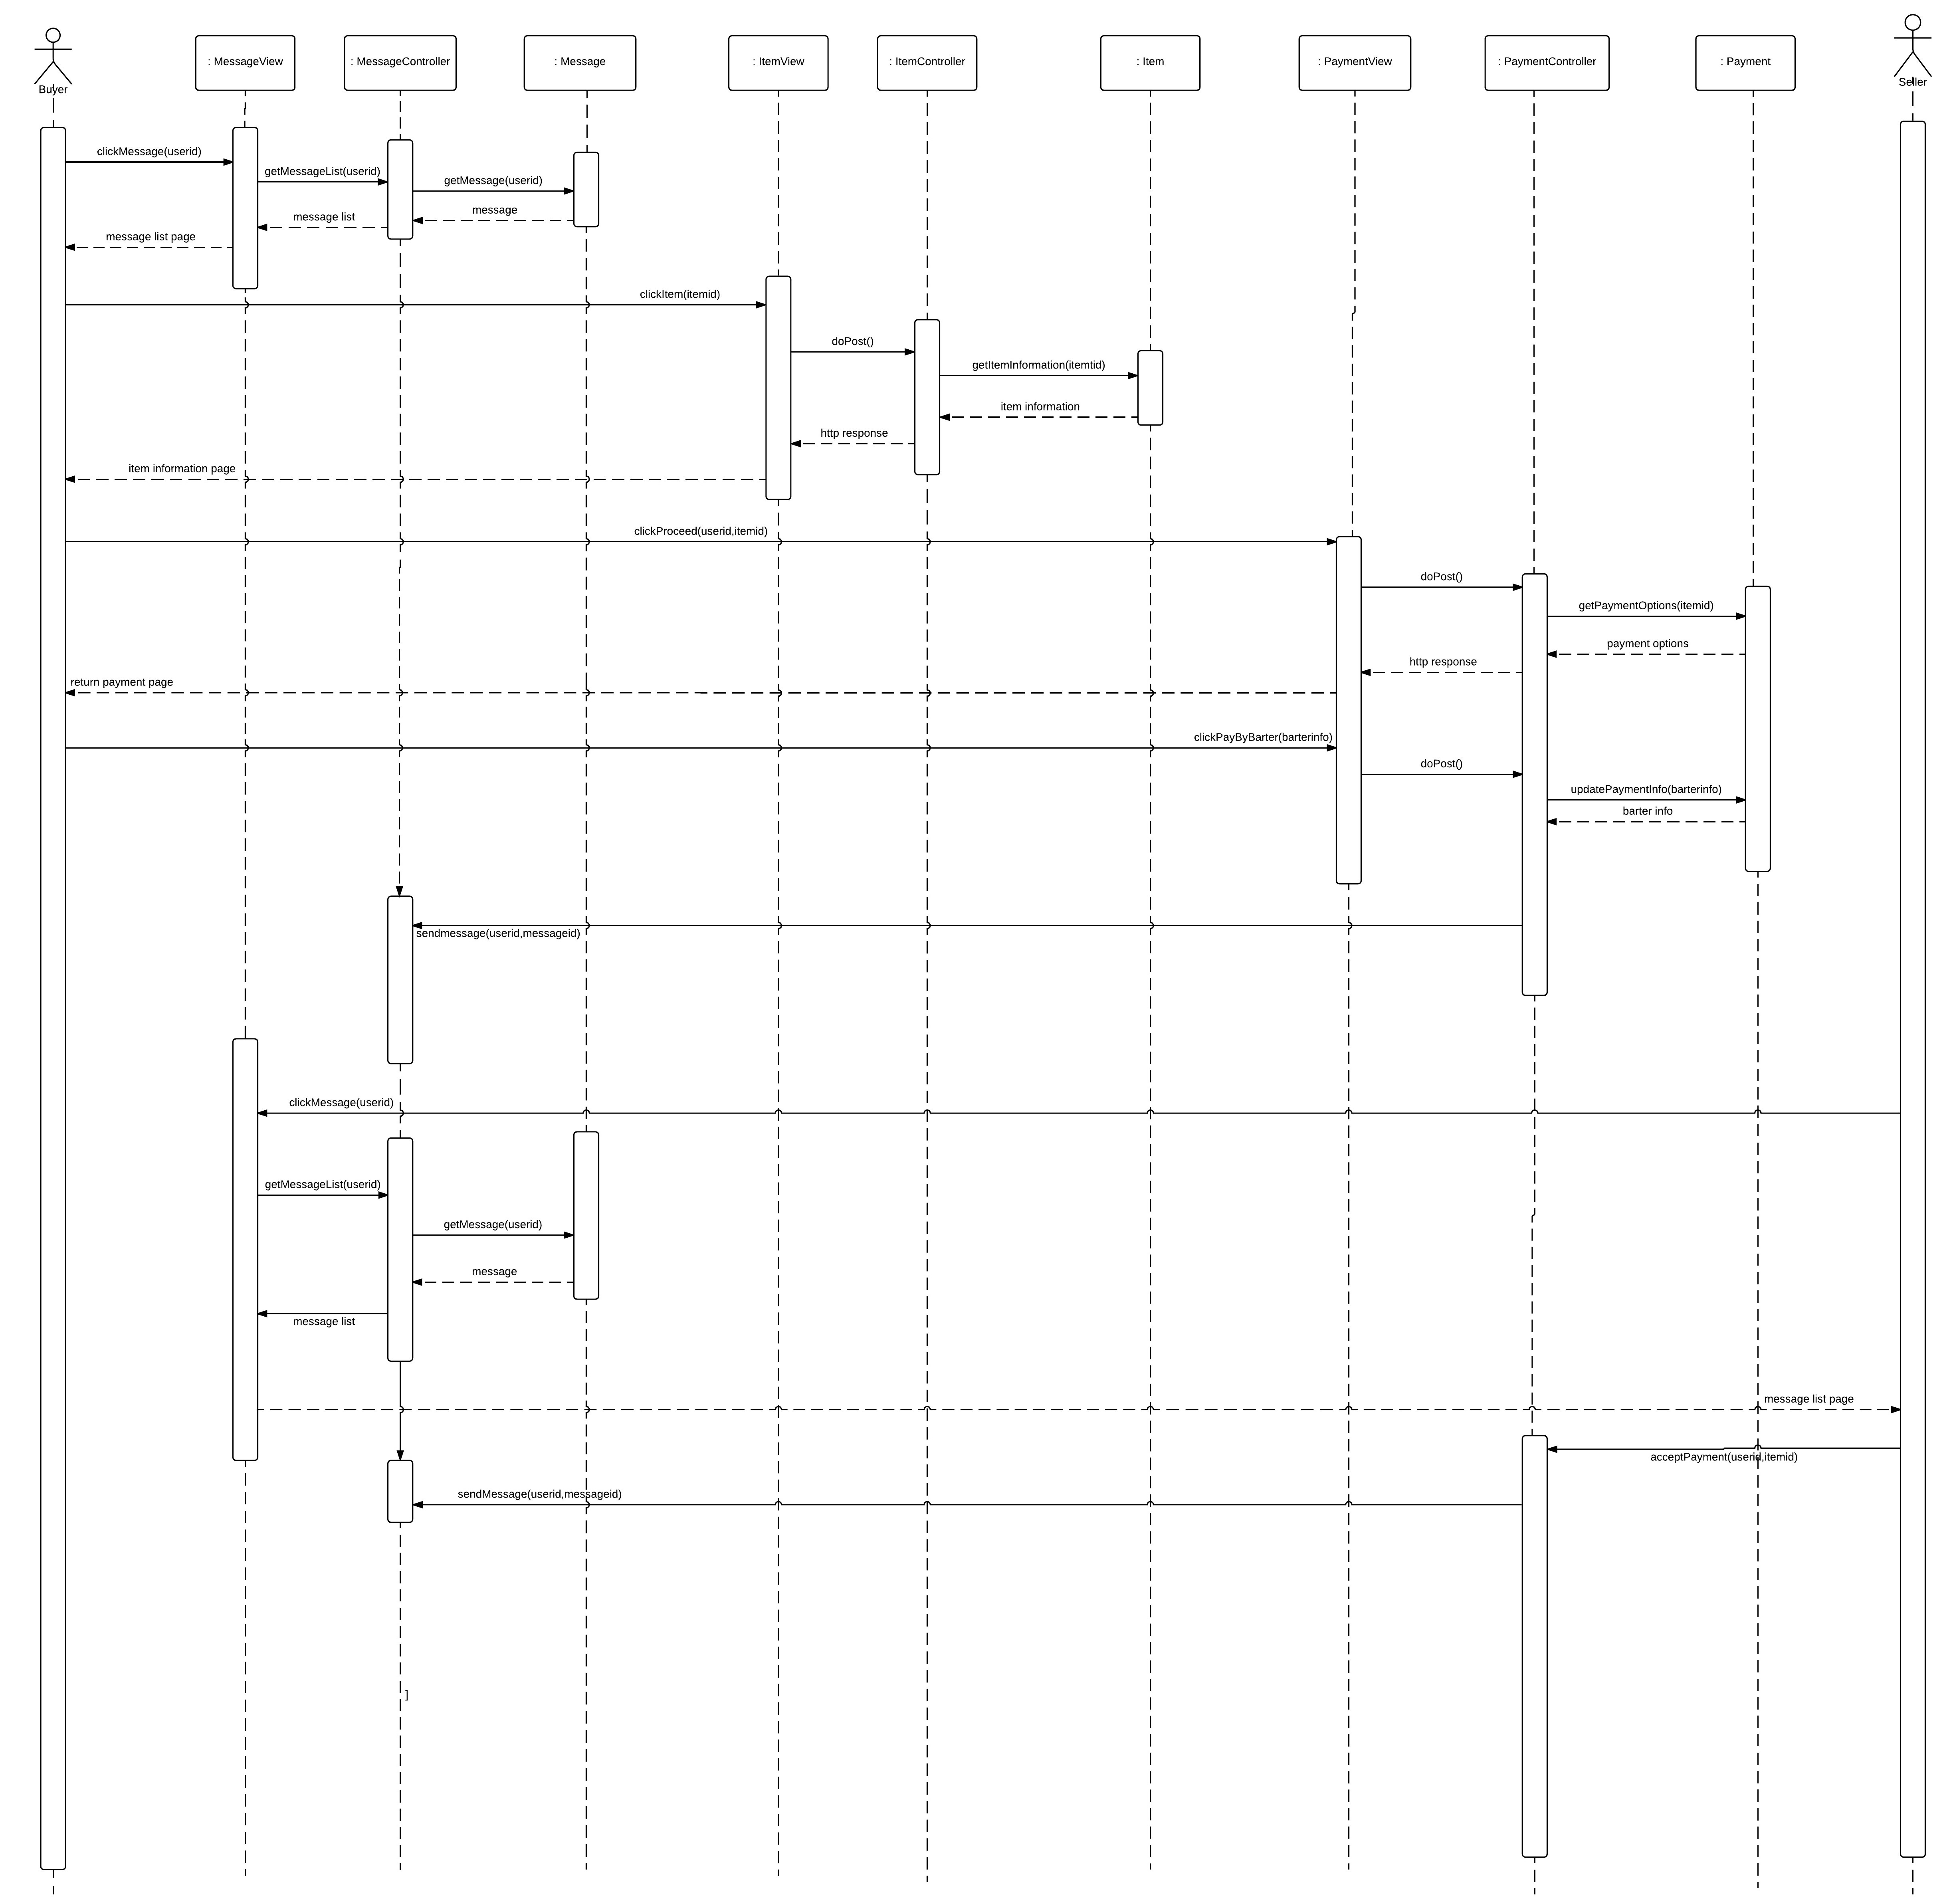 Buyer
: MessageView
: MessageController
: Message
: ItemView
: ItemController
: Item
: PaymentView
: PaymentController
: Payment
Seller
clickMessage(userid)
getMessageList(userid)
getMessage(userid)
message
message list
message list page
clickItem(itemid)
doPost()
getItemInformation(itemtid)
item information
http response
item information page
clickProceed(userid,itemid)
doPost()
getPaymentOptions(itemid)
payment options
http response
return payment page
clickPayByBarter(barterinfo)
doPost()
updatePaymentInfo(barterinfo)
barter info
sendmessage(userid,messageid)
clickMessage(userid)
getMessageList(userid)
getMessage(userid)
message
message list
message list page
acceptPayment(userid,itemid)
sendMessage(userid,messageid)
]